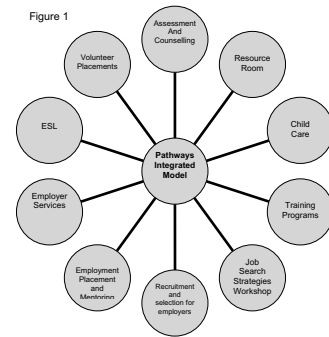 Figure 1
Assessment
And
Counselling
Resource
Room
Child
Care
Training
Programs
Job
Search
Strategies
Workshop
Recruitment
and
selection for
employers
Employment
Placement
and
Mentoring
Employer
Services
ESL
Volunteer
Placements
Pathways
Integrated
Model